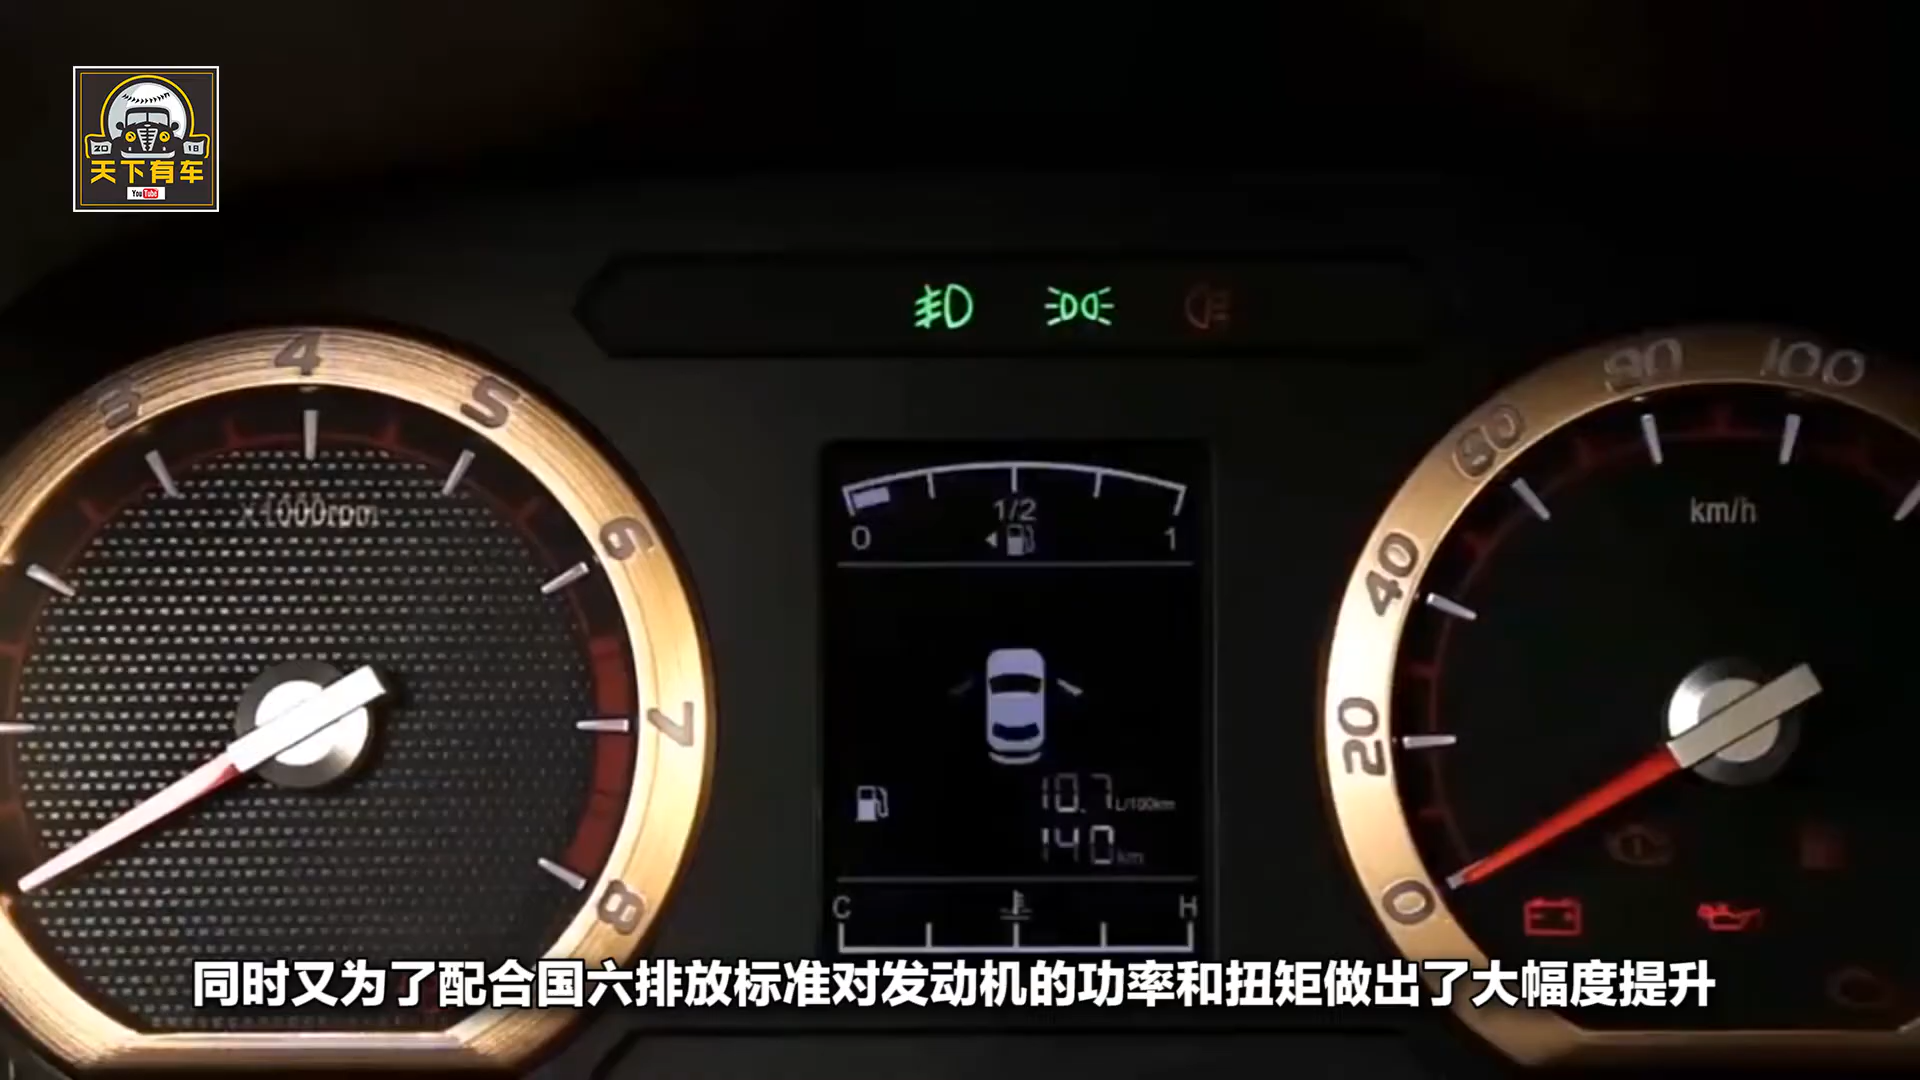 20 18
天下有车
YouTube
3
4
5
6
7
8
x1000rpm
0
1/2
1
10.7 L/100km
140 km
C
H
0
20
40
60
80
100
km/h
同时又为了配合国六排放标准对发动机的功率和扭矩做出了大幅度提升